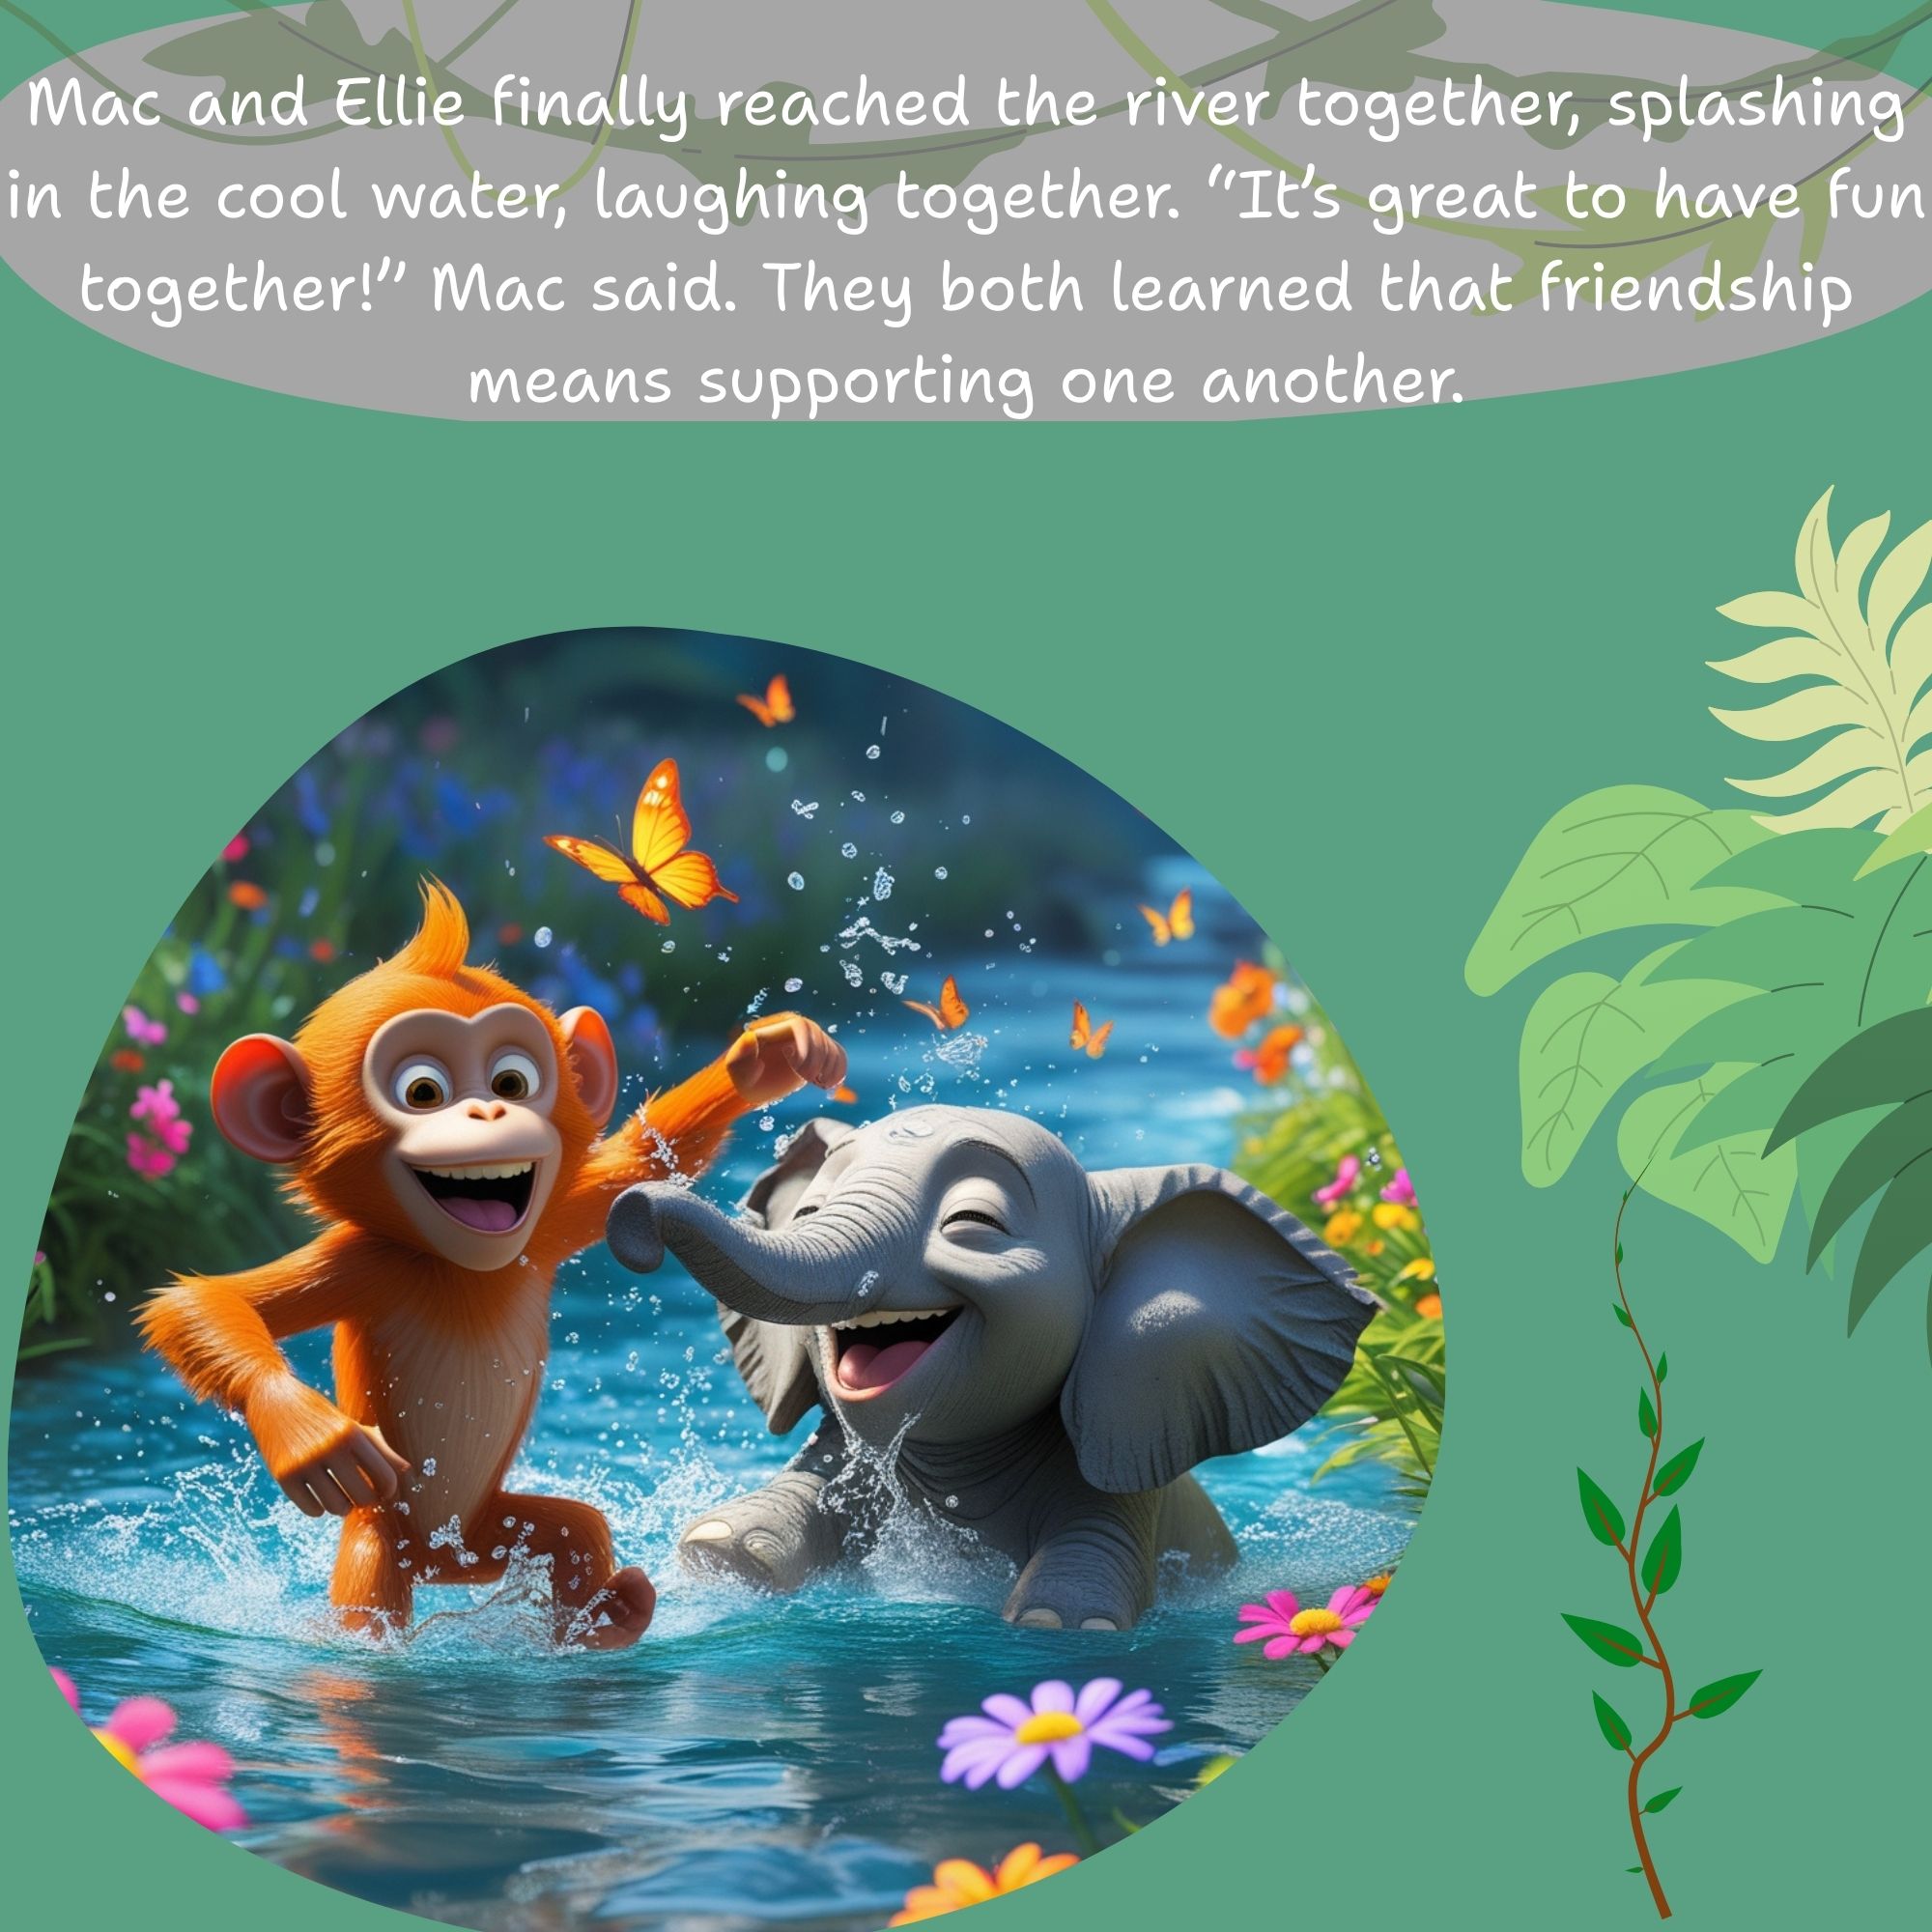 Mac and Ellie finally reached the river together, splashing
in the cool water, laughing together. “It’s great to have fun
together!” Mac said. They both learned that friendship
means supporting one another.